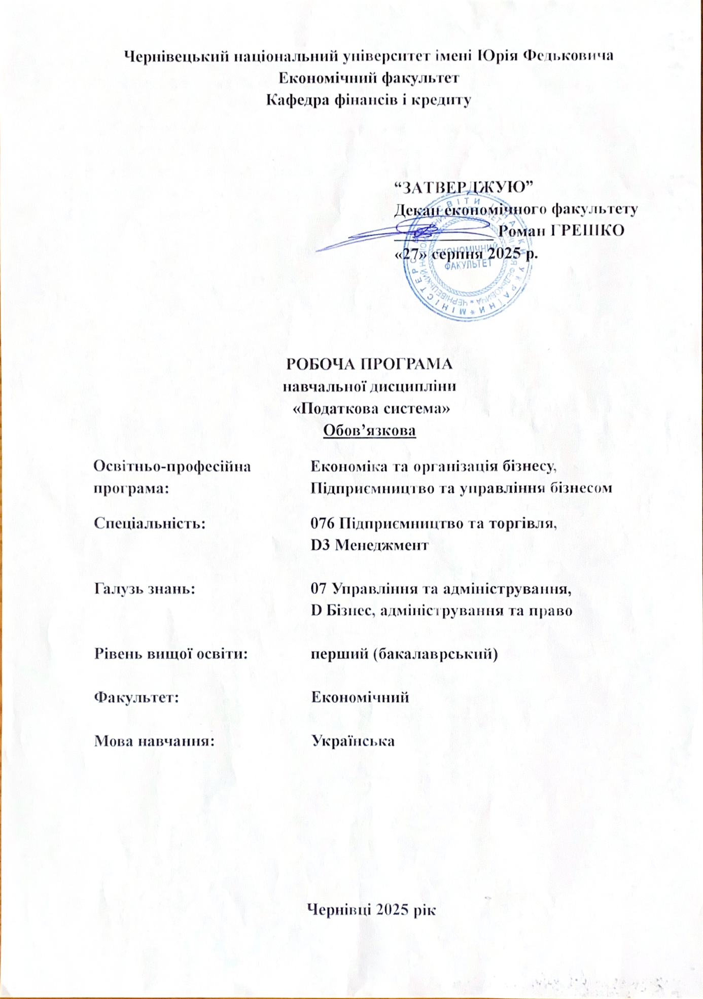 Чернівецький національний університет імені Юрія Федьковича
Економічний факультет
Кафедра фінансів і кредиту
“ЗАТВЕРДЖУЮ”
Декан економічного факультету
Роман ГРЕШКО
«27» серпня 2025 р.
ЕКОНОМІЧНИЙ
ФАКУЛЬТЕТ
РОБОЧА ПРОГРАМА
навчальної дисципліни
«Податкова система»
Обов’язкова
Освітньо-професійна програма:
Економіка та організація бізнесу,
Підприємництво та управління бізнесом
Спеціальність:
076 Підприємництво та торгівля,
D3 Менеджмент
Галузь знань:
07 Управління та адміністрування,
D Бізнес, адміністрування та право
Рівень вищої освіти:
перший (бакалаврський)
Факультет:
Економічний
Мова навчання:
Українська
Чернівці 2025 рік